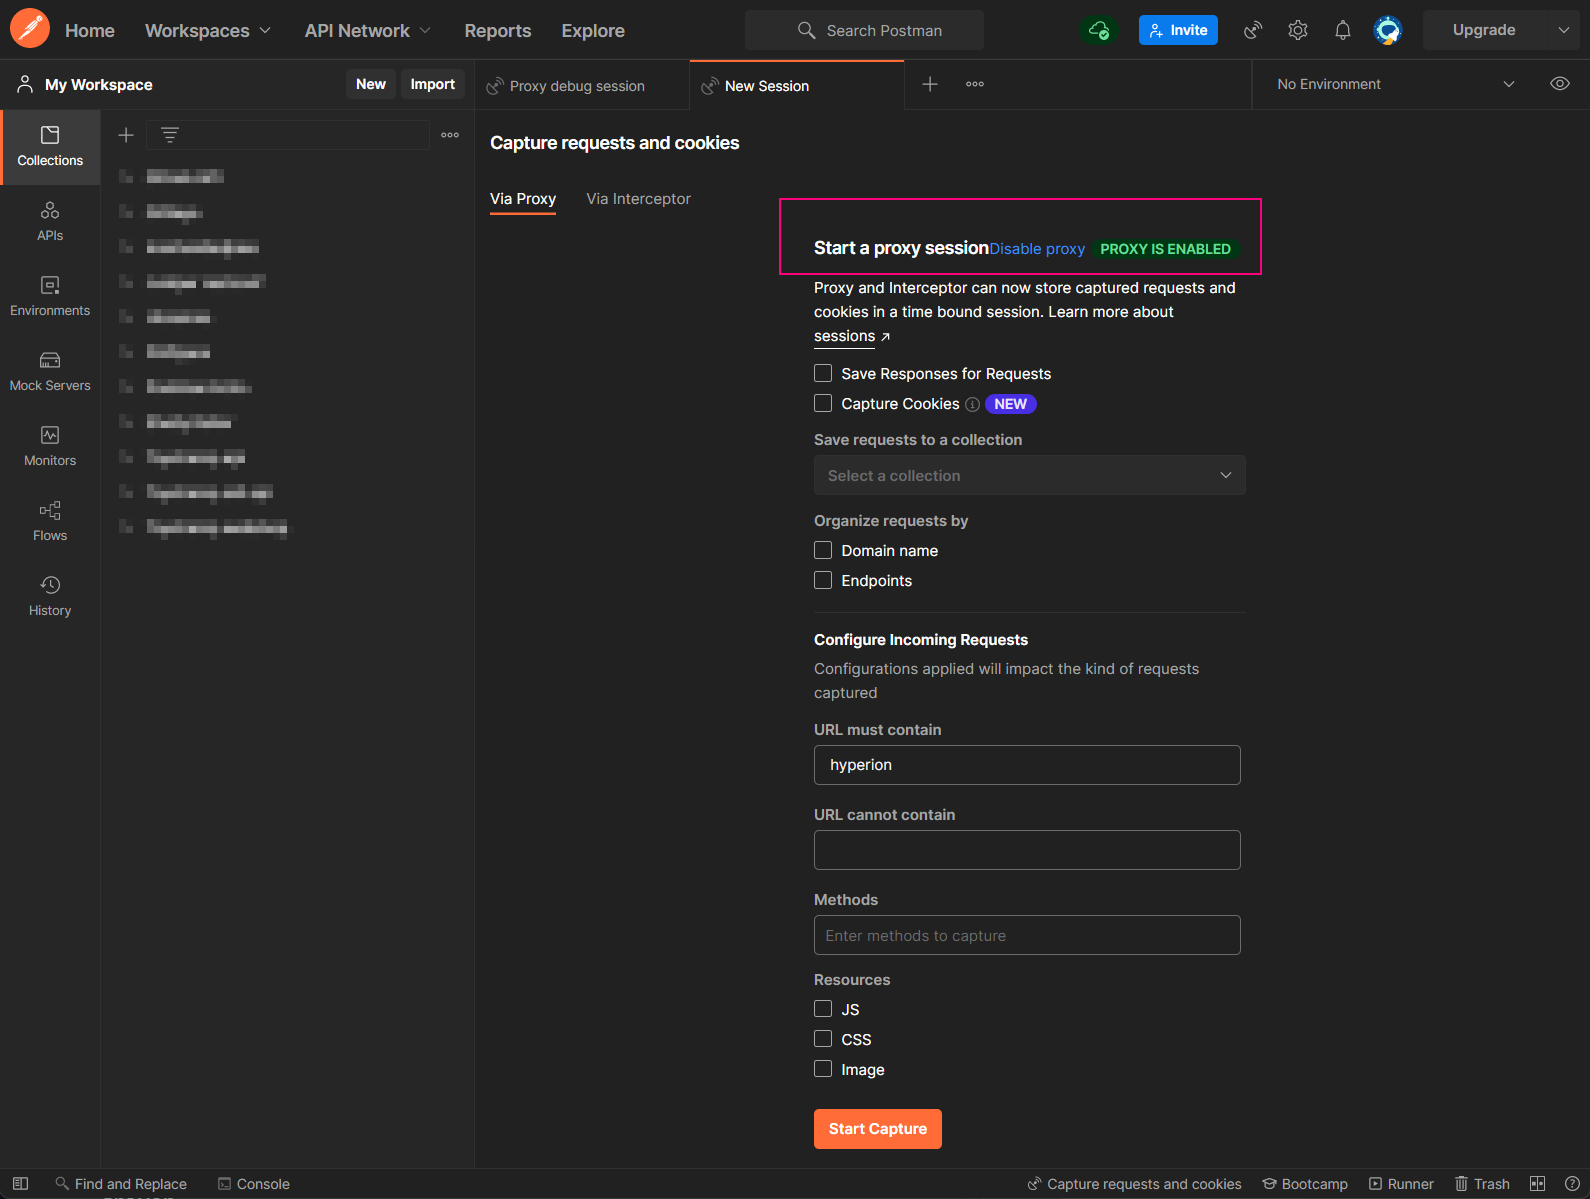 Home Workspaces API Network Reports Explore Search Postman Invite Upgrade
My Workspace New Import Proxy debug session New Session No Environment
Collections
APIs
Environments
Mock Servers
Monitors
Flows
History
Capture requests and cookies
Via Proxy Via Interceptor
Start a proxy session Disable proxy PROXY IS ENABLED
Proxy and Interceptor can now store captured requests and
cookies in a time bound session. Learn more about
sessions ↗
Save Responses for Requests
Capture Cookies NEW
Save requests to a collection
Select a collection
Organize requests by
Domain name
Endpoints
Configure Incoming Requests
Configurations applied will impact the kind of requests
captured
URL must contain
hyperion
URL cannot contain
Methods
Enter methods to capture
Resources
JS
CSS
Image
Start Capture
Find and Replace Console Capture requests and cookies Bootcamp Runner Trash